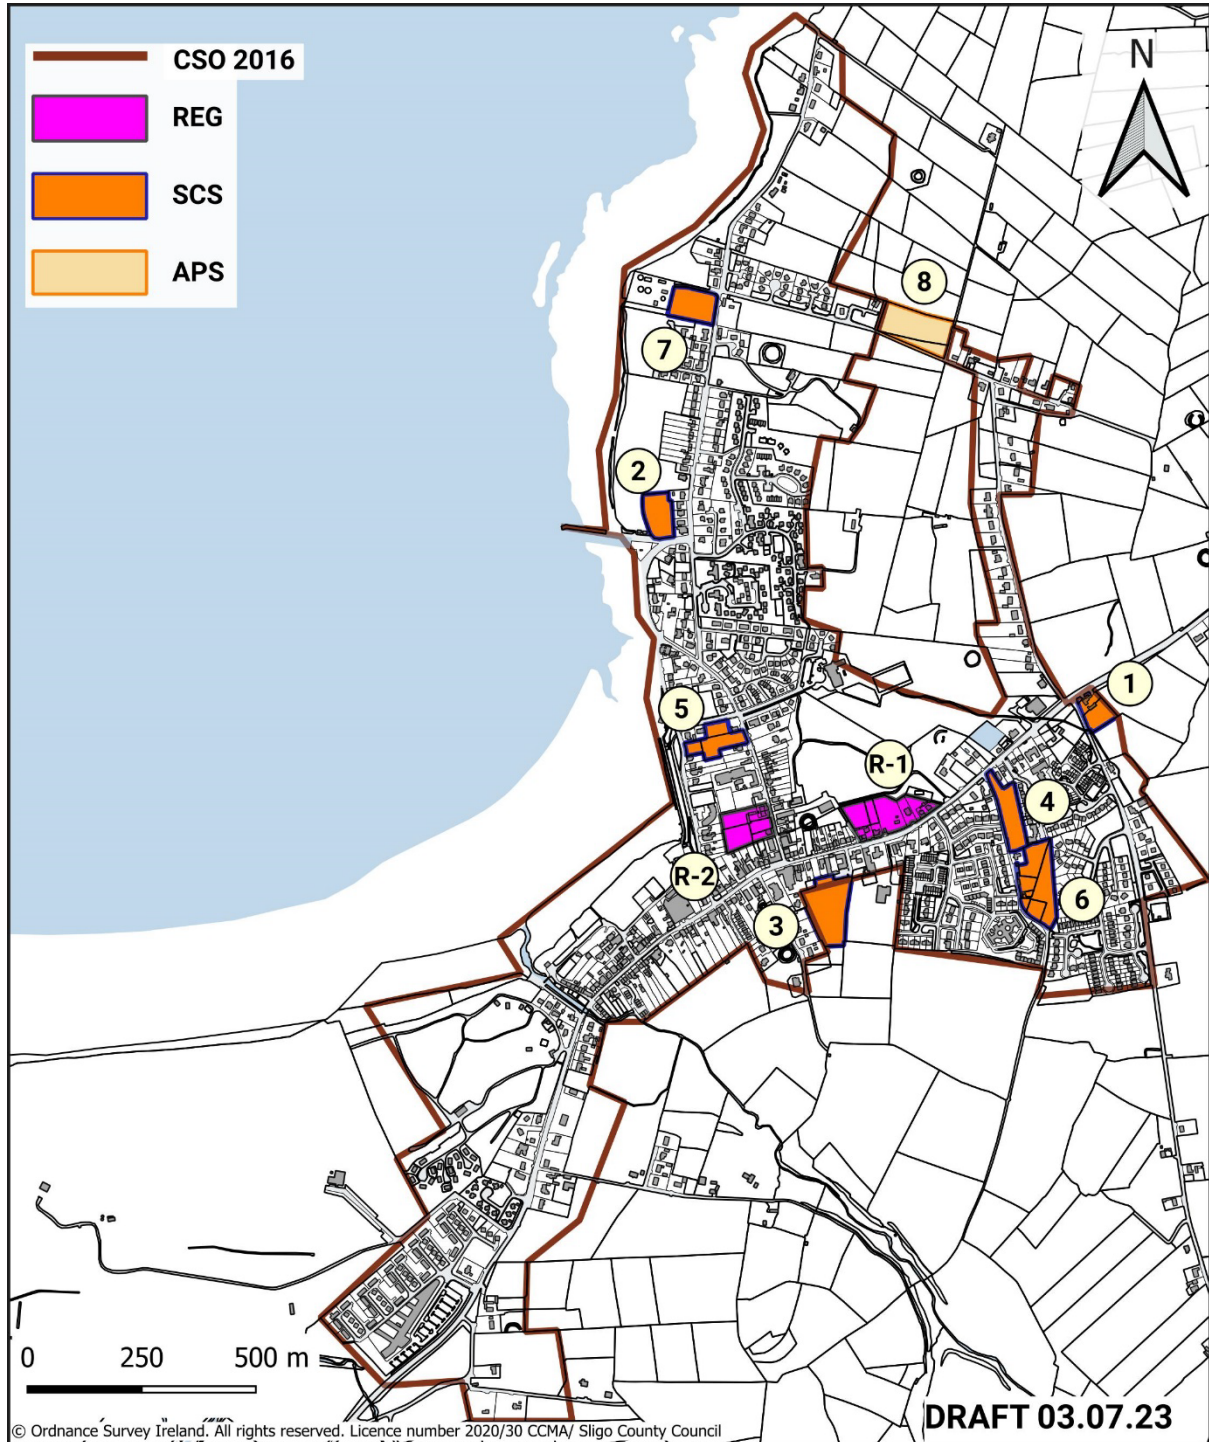 CSO 2016
REG
SCS
APS
N
8
7
2
1
5
R-1
4
R-2
6
3
0 250 500 m
DRAFT 03.07.23
© Ordnance Survey Ireland. All rights reserved. Licence number 2020/30 CCMA/ Sligo County Council